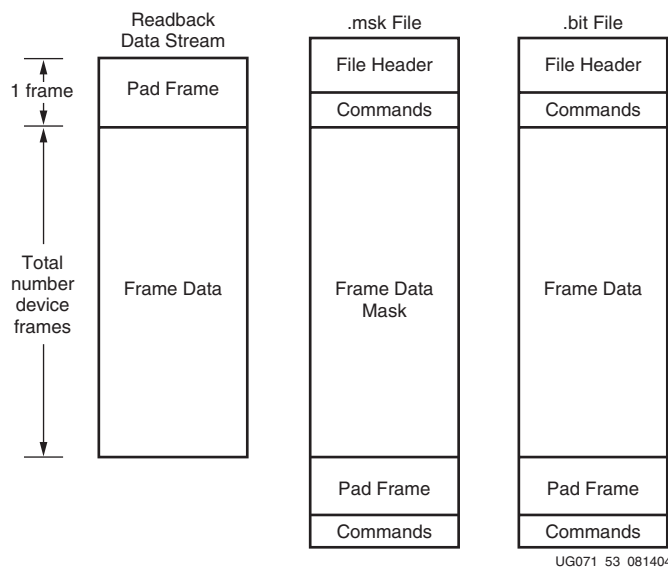 Readback
Data Stream
.msk File
.bit File
1 frame
Pad Frame
File Header
Commands
File Header
Commands
Total
number
device
frames
Frame Data
Frame Data
Mask
Frame Data
Pad Frame
Commands
Pad Frame
Commands
UG071_53_081404